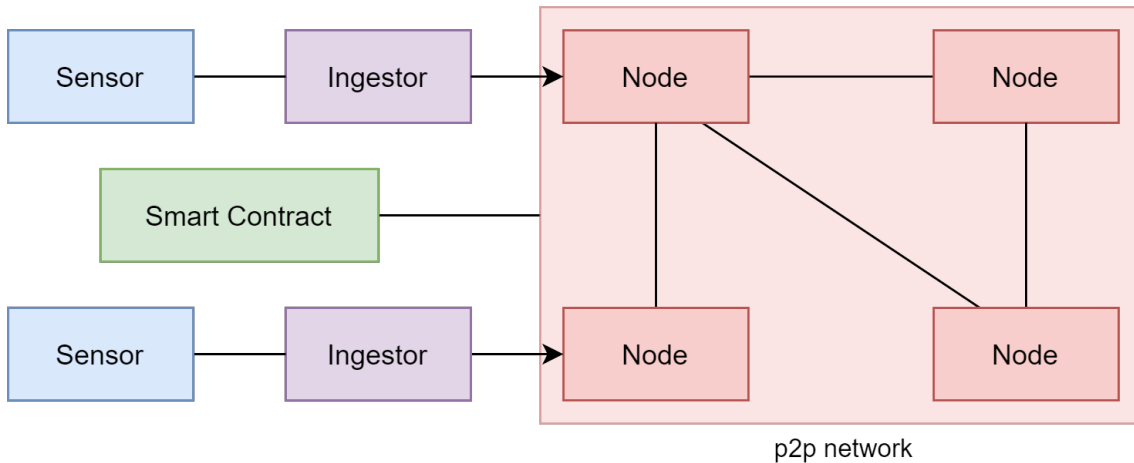 Sensor
Ingestor
Node
Node
Smart Contract
Sensor
Ingestor
Node
Node
p2p network